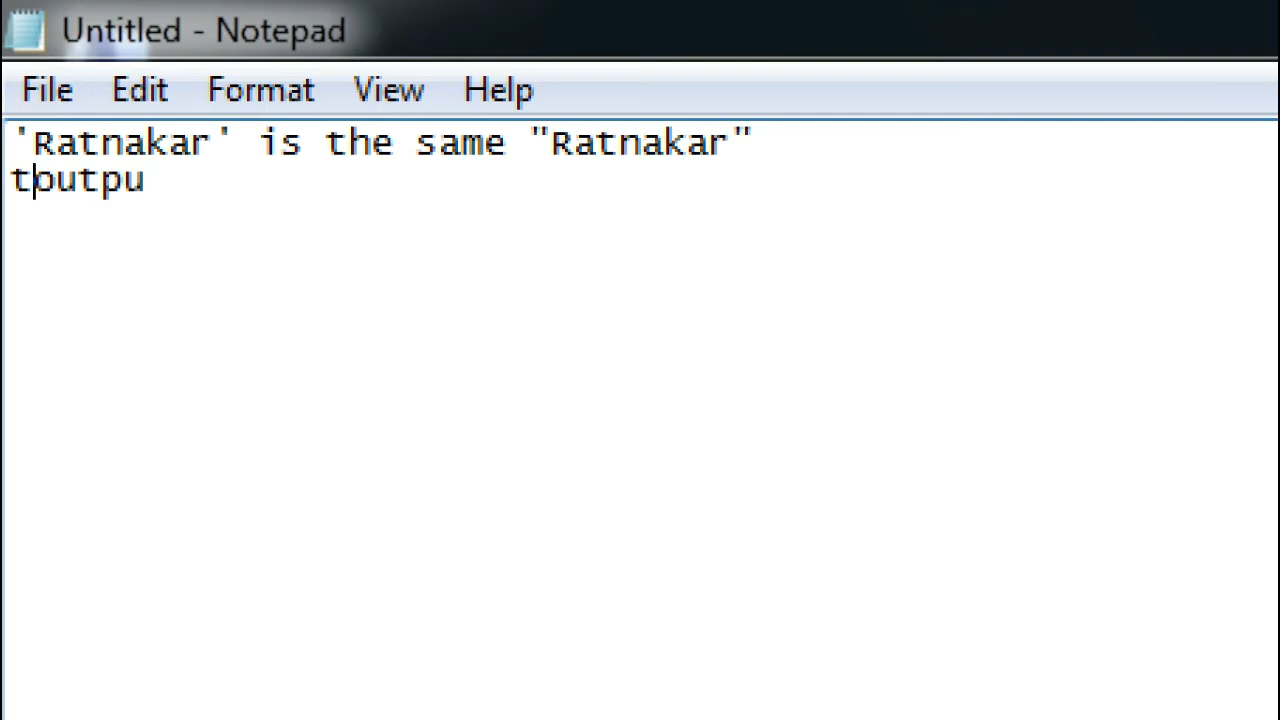 Untitled - Notepad
File Edit Format View Help
'Ratnakar' is the same "Ratnakar"
toutpu